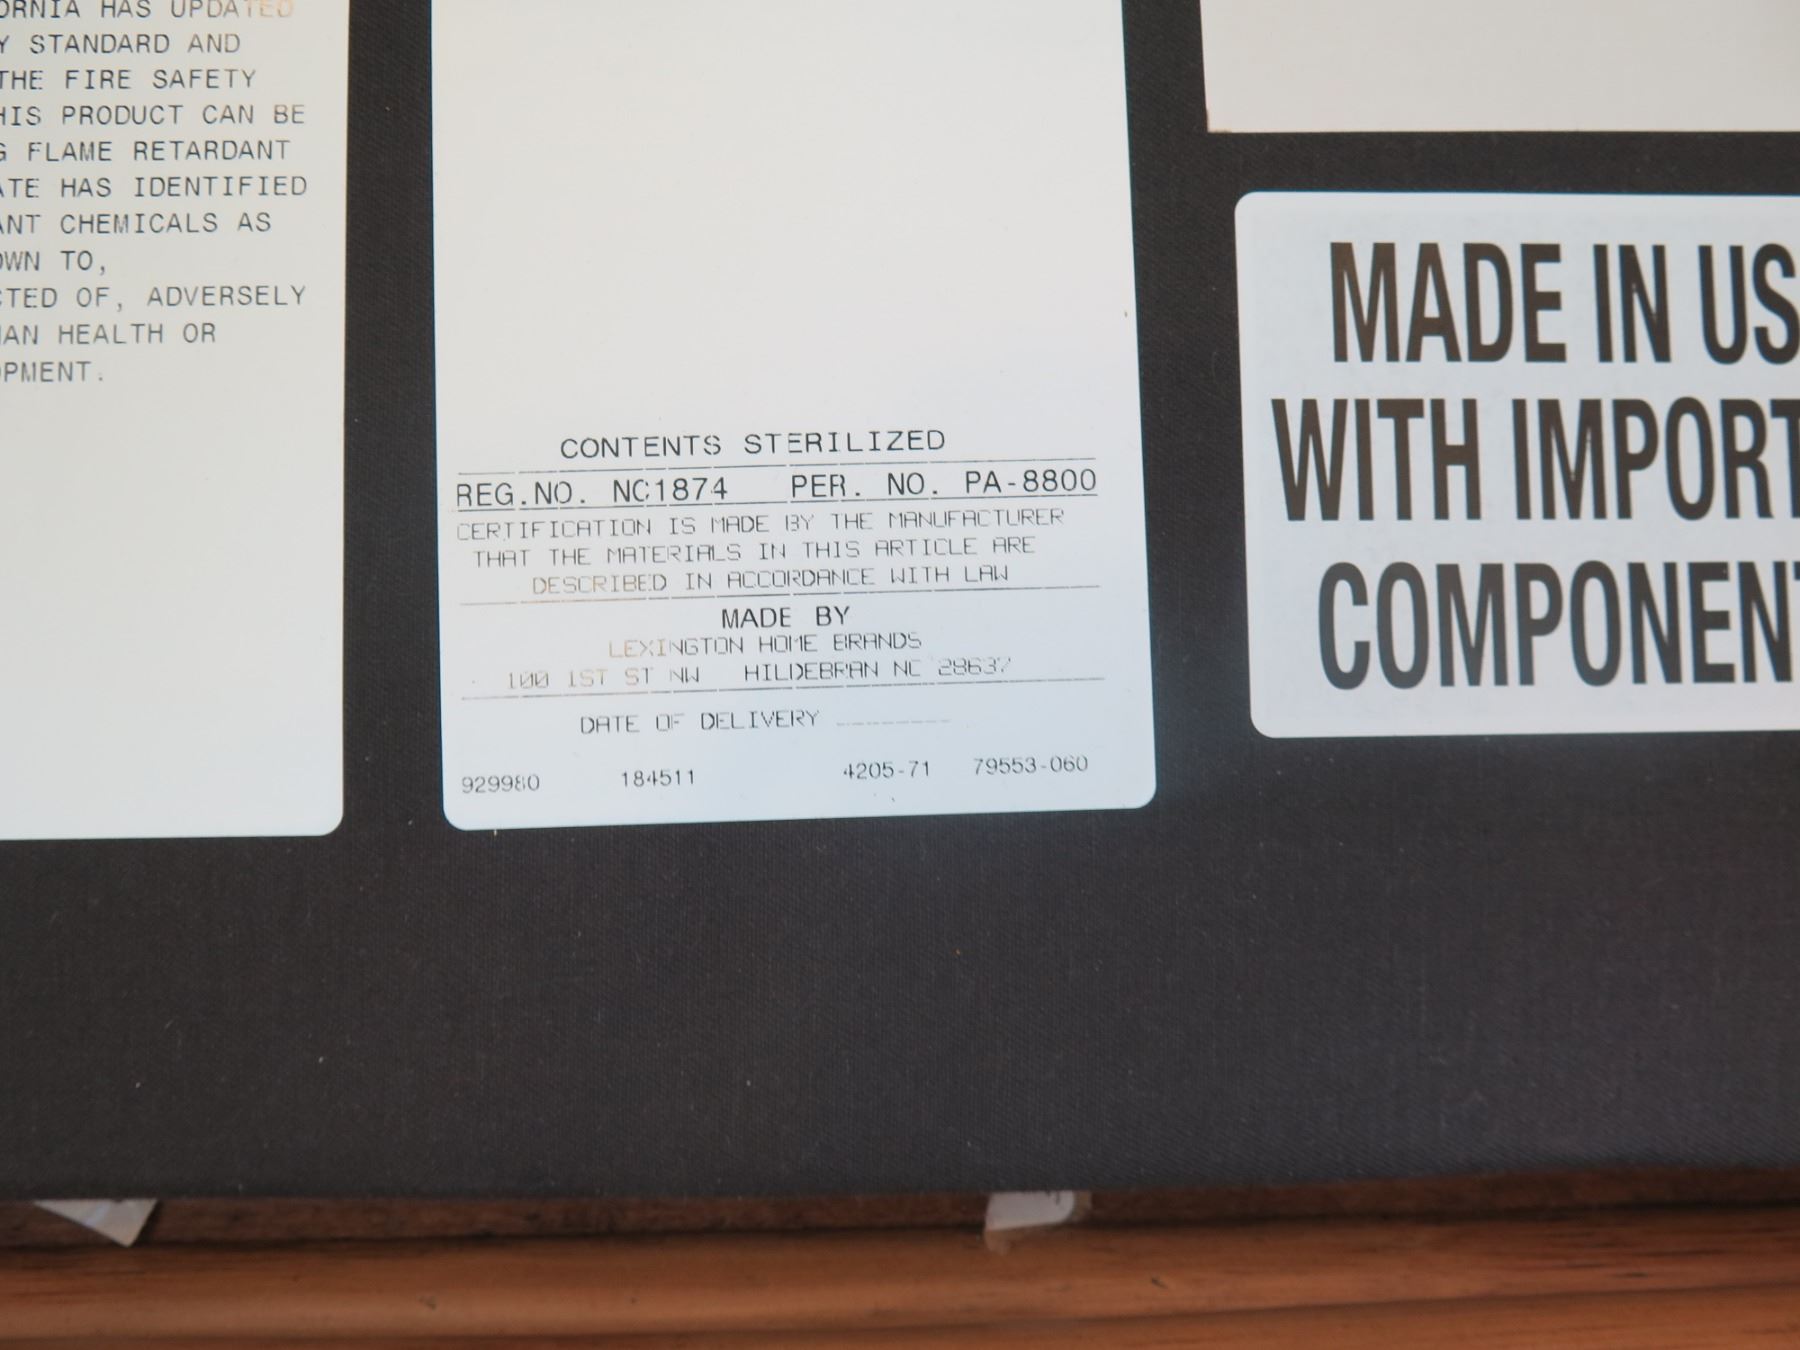 ORNIA HAS UPDATED
Y STANDARD AND
THE FIRE SAFETY
HIS PRODUCT CAN BE
G FLAME RETARDANT
ATE HAS IDENTIFIED
ANT CHEMICALS AS
OWN TO,
CTED OF, ADVERSELY
MAN HEALTH OR
OPMENT.
CONTENTS STERILIZED
REG.NO. NC1874 PER. NO. PA-8800
CERTIFICATION IS MADE BY THE MANUFACTURER
THAT THE MATERIALS IN THIS ARTICLE ARE
DESCRIBED IN ACCORDANCE WITH LAW
MADE BY
LEXINGTON HOME BRANDS
100 1ST ST NW HILDEBRAN NC 28637
DATE OF DELIVERY
929980 184511 4205-71 79553-060
MADE IN US
WITH IMPORT
COMPONENT